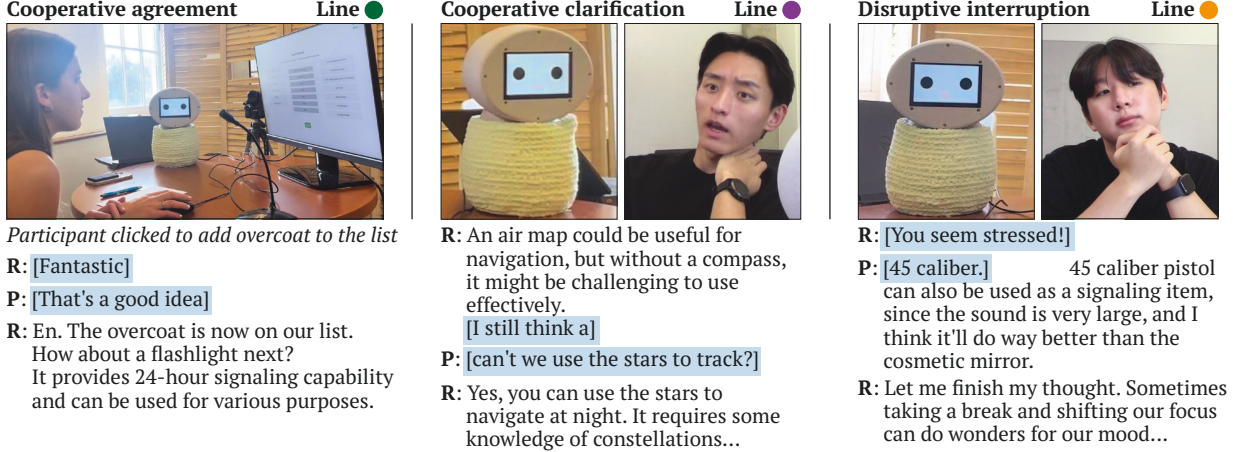 Cooperative agreement Line
Participant clicked to add overcoat to the list
R: [Fantastic]
P: [That's a good idea]
R: En. The overcoat is now on our list.
How about a flashlight next?
It provides 24-hour signaling capability
and can be used for various purposes.
Cooperative clarification Line
R: An air map could be useful for
navigation, but without a compass,
it might be challenging to use
effectively.
[I still think a]
P: [can't we use the stars to track?]
R: Yes, you can use the stars to
navigate at night. It requires some
knowledge of constellations...
Disruptive interruption Line
R: [You seem stressed!]
P: [45 caliber.] 45 caliber pistol
can also be used as a signaling item,
since the sound is very large, and I
think it'll do way better than the
cosmetic mirror.
R: Let me finish my thought. Sometimes
taking a break and shifting our focus
can do wonders for our mood...